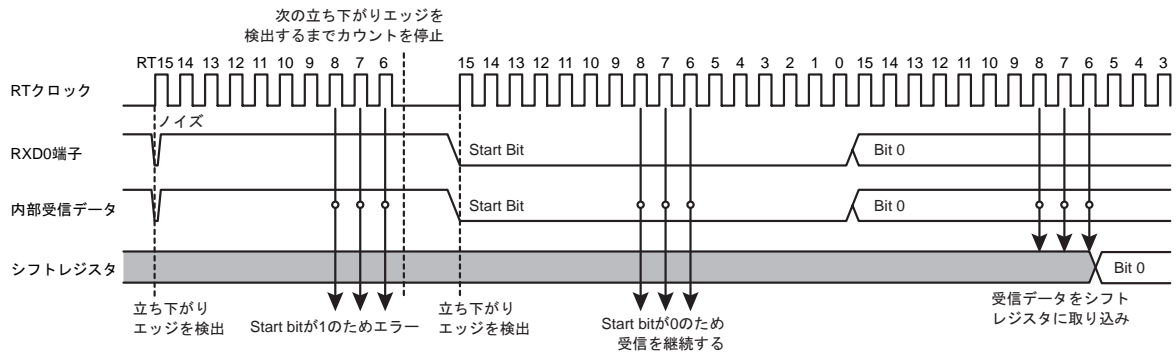 次の立ち下がりエッジを
検出するまでカウントを停止
RT15 14 13 12 11 10 9 8 7 6 15 14 13 12 11 10 9 8 7 6 5 4 3 2 1 0 15 14 13 12 11 10 9 8 7 6 5 4 3
RTクロック
ノイズ
RXD0端子 Start Bit Bit 0
内部受信データ Start Bit Bit 0
シフトレジスタ Bit 0
立ち下がり
エッジを検出
Start bitが1のためエラー
立ち下がり
エッジを検出
Start bitが0のため
受信を継続する
受信データをシフト
レジスタに取り込み